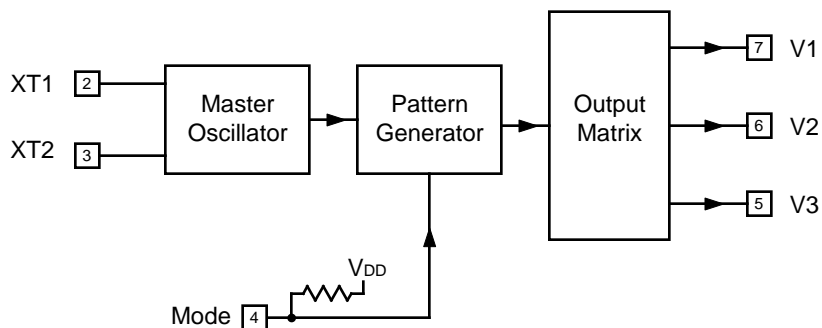 XT1 2
XT2 3
Master
Oscillator
Pattern
Generator
Output
Matrix
7 V1
6 V2
5 V3
VDD
Mode 4